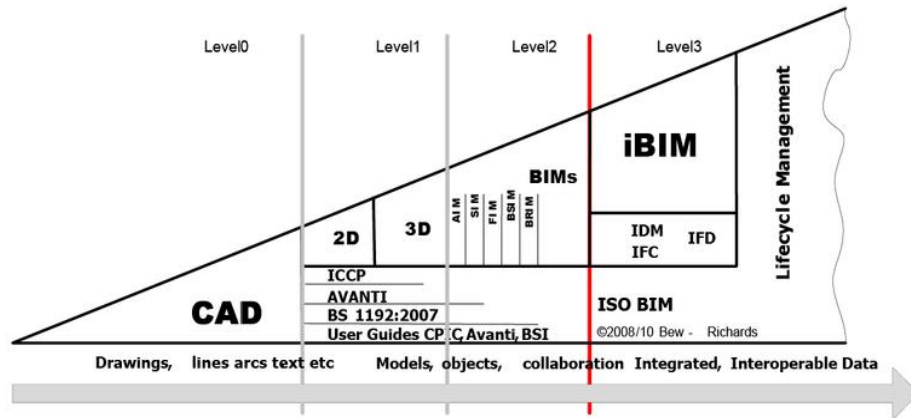 Level0
Level1
Level2
Level3
iBIM
BIMs
Lifecycle Management
AIM
SIM
FIM
BSIM
BRIM
2D
3D
IDM
IFD
IFC
ICCP
CAD
AVANTI
ISO BIM
BS 1192:2007
User Guides CPIC, Avanti, BSI
©2008/10 Bew - Richards
Drawings, lines arcs text etc
Models, objects, collaboration
Integrated, Interoperable Data